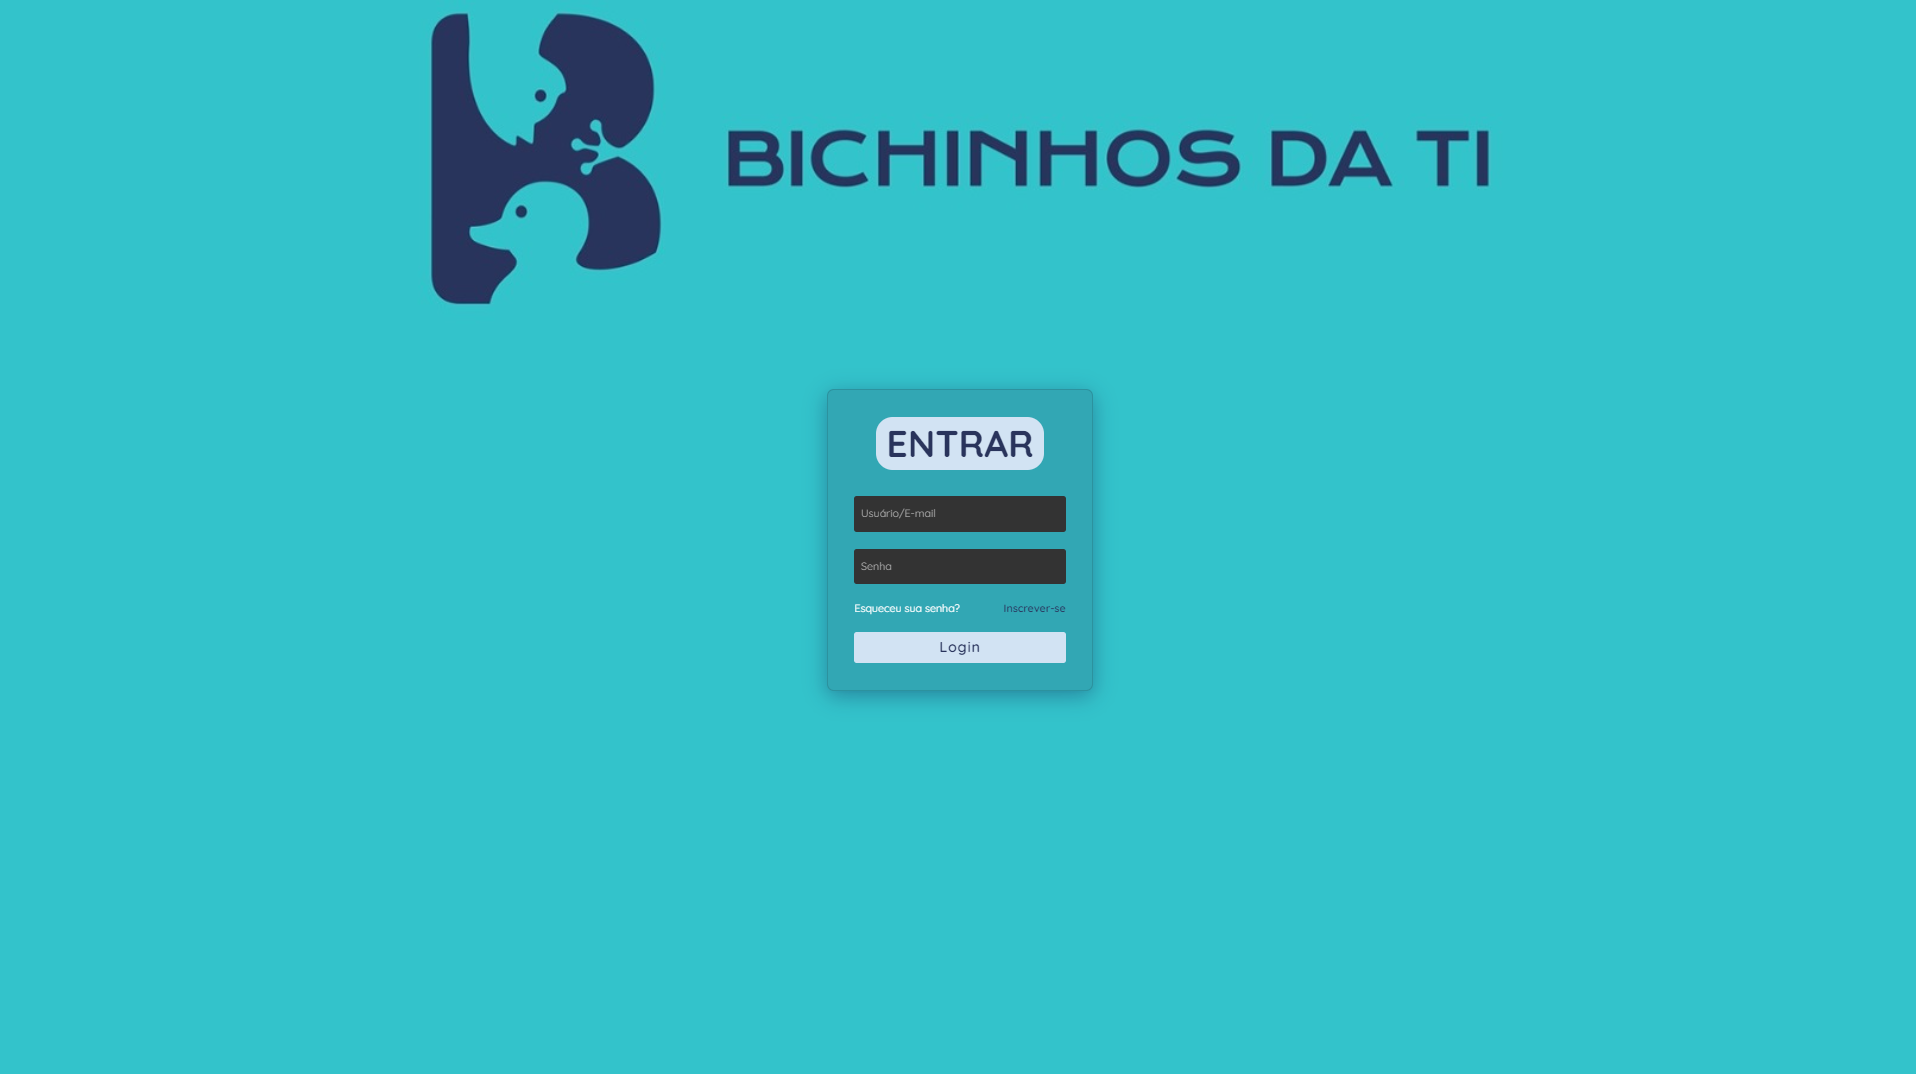 BICHINHOS DA TI
ENTRAR
Usuário/E-mail
Senha
Esqueceu sua senha? Inscrever-se
Login